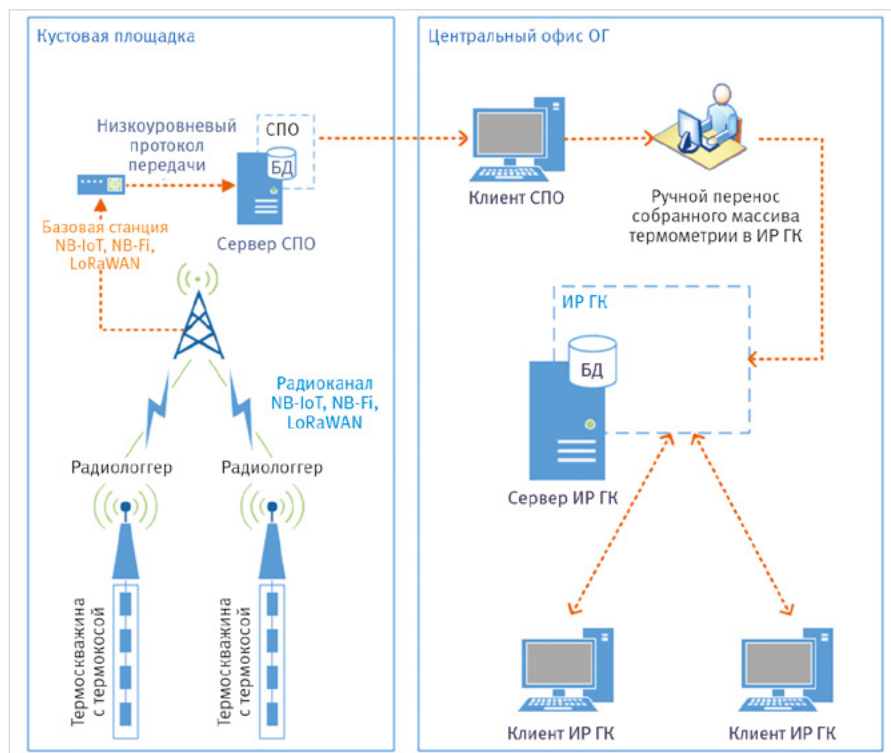 Кустовая площадка
Низкоуровневый
протокол
передачи
СПО
БД
Базовая станция
NB-IoT, NB-Fi,
LoRaWAN
Сервер СПО
Радиоканал
NB-IoT, NB-Fi,
LoRaWAN
Радиологгер
Радиологгер
Термоскважина
с термокосой
Термоскважина
с термокосой
Центральный офис ОГ
Клиент СПО
Ручной перенос
собранного массива
термометрии в ИР ГК
ИР ГК
БД
Сервер ИР ГК
Клиент ИР ГК
Клиент ИР ГК